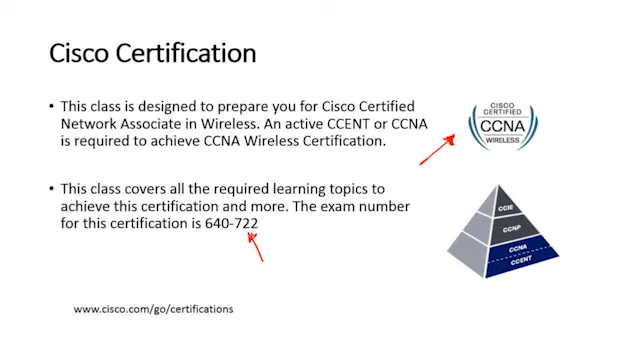 Cisco Certification
• This class is designed to prepare you for Cisco Certified
Network Associate in Wireless. An active CCENT or CCNA
is required to achieve CCNA Wireless Certification.
• This class covers all the required learning topics to
achieve this certification and more. The exam number
for this certification is 640-722
www.cisco.com/go/certifications
CISCO
CERTIFIED
CCNA
WIRELESS
CCIE
CCNP
CCNA
CCENT